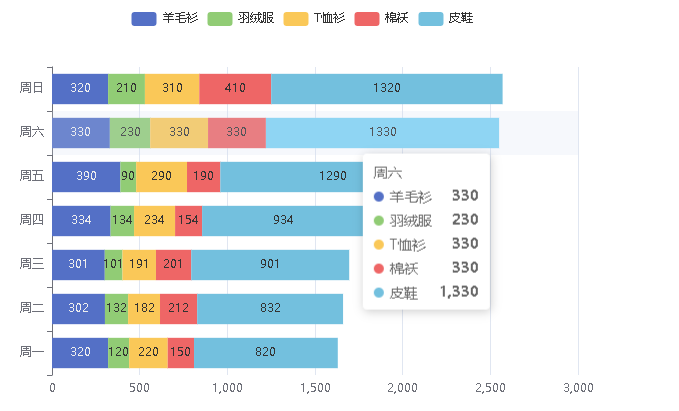 羊毛衫 羽绒服 T恤衫 棉袄 皮鞋
周日 320 210 310 410 1320
周六 330 230 330 330 1330
周五 390 90 290 190 1290
周四 334 134 234 154 934
周三 301 101 191 201 901
周二 302 132 182 212 832
周一 320 120 220 150 820
0 500 1,000 1,500 2,000 2,500 3,000
周六
羊毛衫 330
羽绒服 230
T恤衫 330
棉袄 330
皮鞋 1,330